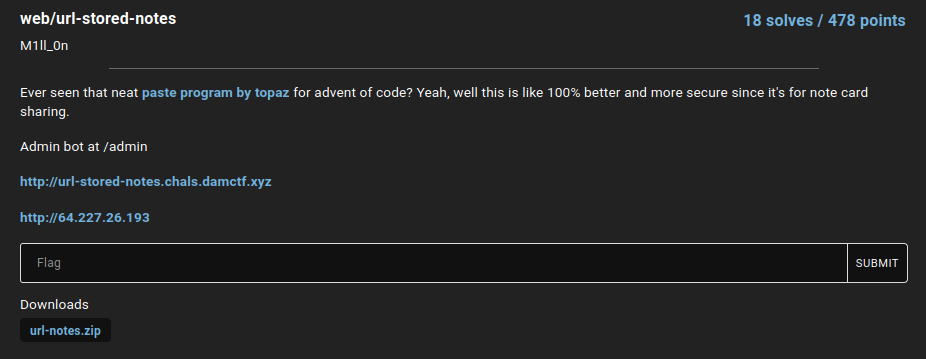 web/url-stored-notes
18 solves / 478 points
M1ll_0n
Ever seen that neat paste program by topaz for advent of code? Yeah, well this is like 100% better and more secure since it's for note card
sharing.
Admin bot at /admin
http://url-stored-notes.chals.damctf.xyz
http://64.227.26.193
Flag
SUBMIT
Downloads
url-notes.zip